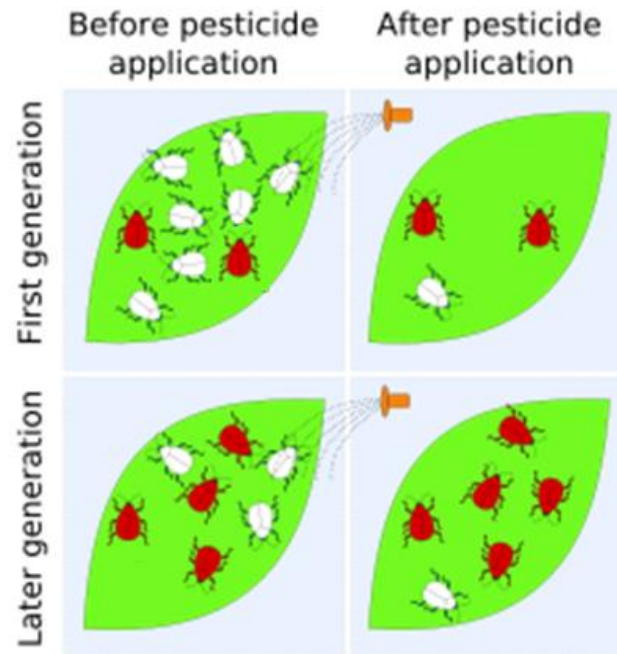 Before pesticide
application
After pesticide
application
First generation
Later generation